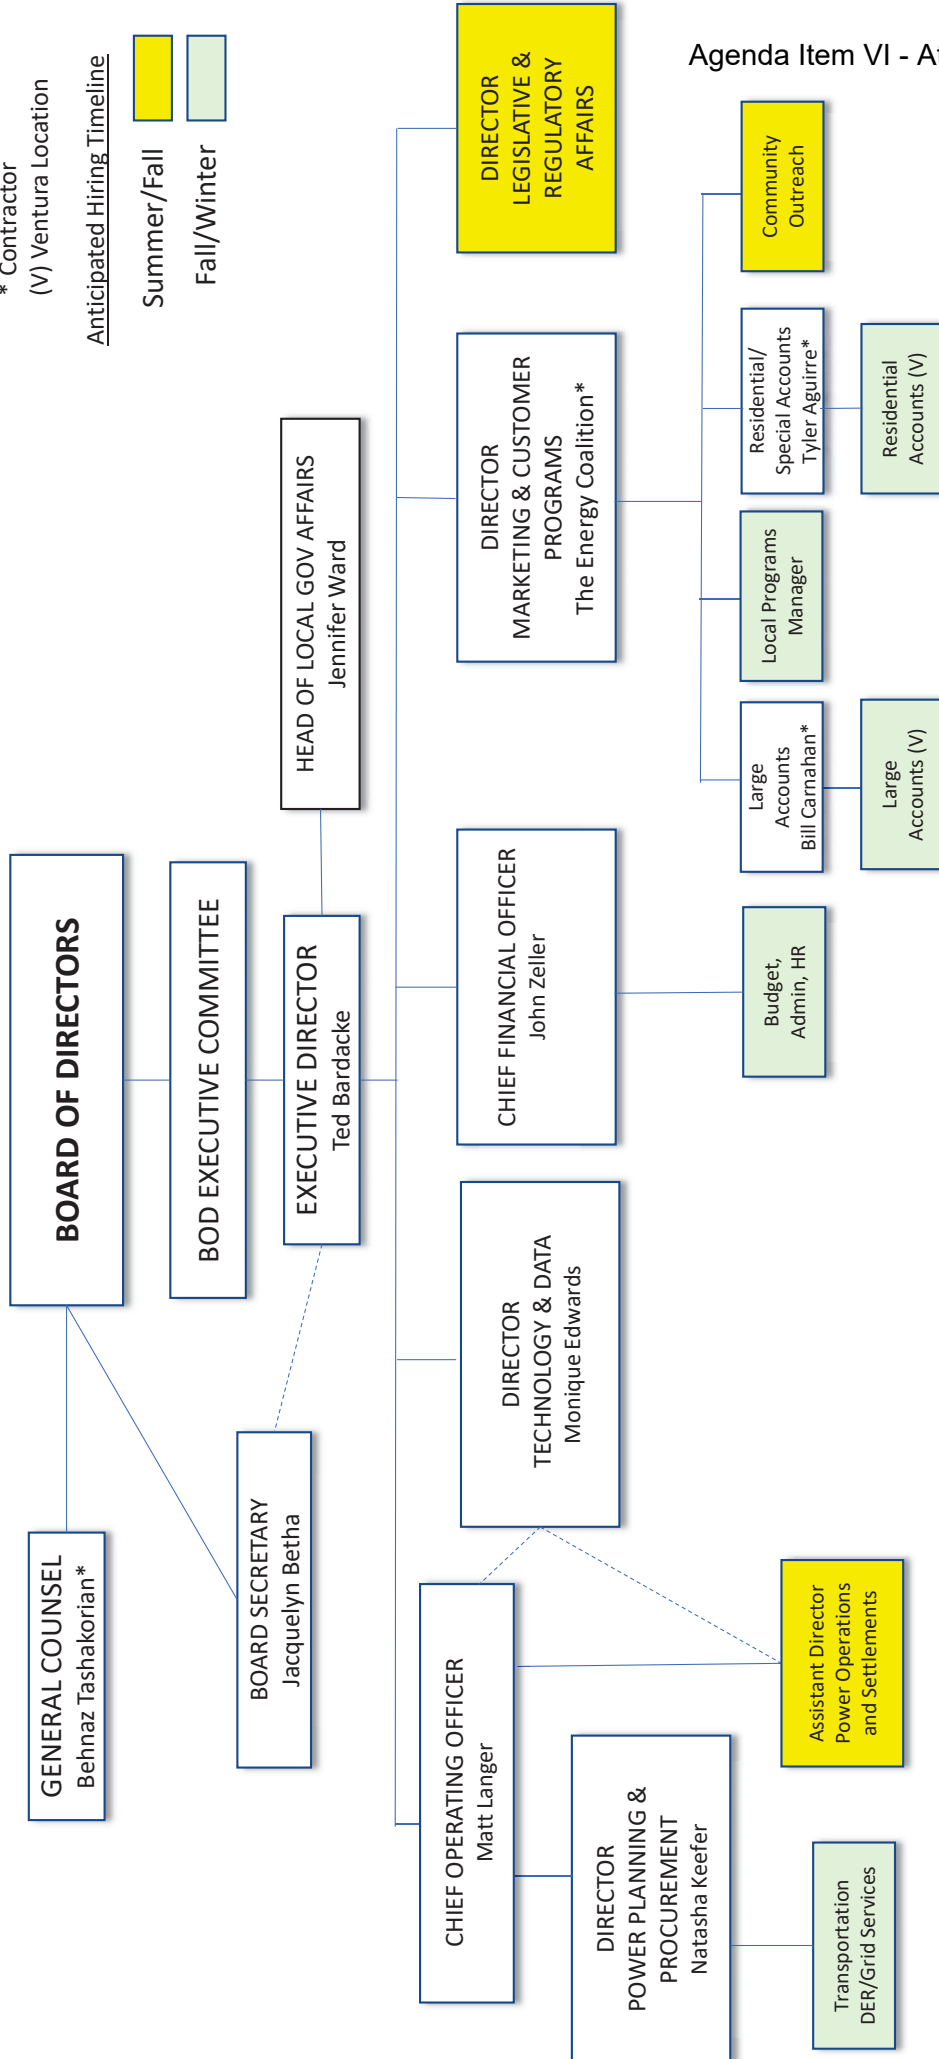 Agenda Item VI - At
* Contractor
(V) Ventura Location
Anticipated Hiring Timeline
Summer/Fall
Fall/Winter
BOARD OF DIRECTORS
GENERAL COUNSEL
Behnaz Tashakorian*
BOD EXECUTIVE COMMITTEE
BOARD SECRETARY
Jacquelyn Betha
EXECUTIVE DIRECTOR
Ted Bardacke
HEAD OF LOCAL GOV AFFAIRS
Jennifer Ward
CHIEF OPERATING OFFICER
Matt Langer
DIRECTOR
TECHNOLOGY & DATA
Monique Edwards
CHIEF FINANCIAL OFFICER
John Zeller
DIRECTOR
MARKETING & CUSTOMER
PROGRAMS
The Energy Coalition*
DIRECTOR
LEGISLATIVE &
REGULATORY
AFFAIRS
DIRECTOR
POWER PLANNING &
PROCUREMENT
Natasha Keefer
Assistant Director
Power Operations
and Settlements
Budget,
Admin, HR
Large
Accounts
Bill Carnahan*
Local Programs
Manager
Residential/
Special Accounts
Tyler Aguirre*
Community
Outreach
Transportation
DER/Grid Services
Large
Accounts (V)
Residential
Accounts (V)